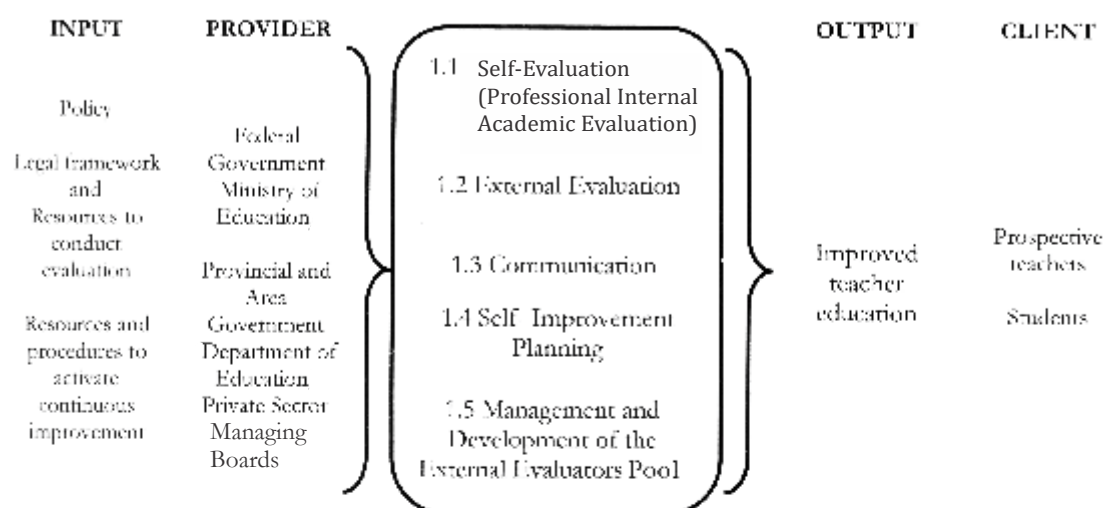 INPUT
Policy
Legal framework
and
Resources to
conduct
evaluation
Resources and
procedures to
activate
continuous
improvement
PROVIDER
Federal
Government
Ministry of
Education
Provincial and
Area
Government
Department of
Education
Private Sector
Managing
Boards
1.1 Self-Evaluation
(Professional Internal
Academic Evaluation)
1.2 External Evaluation
1.3 Communication
1.4 Self Improvement
Planning
1.5 Management and
Development of the
External Evaluators Pool
OUTPUT
Improved
teacher
education
CLIENT
Prospective
teachers
Students